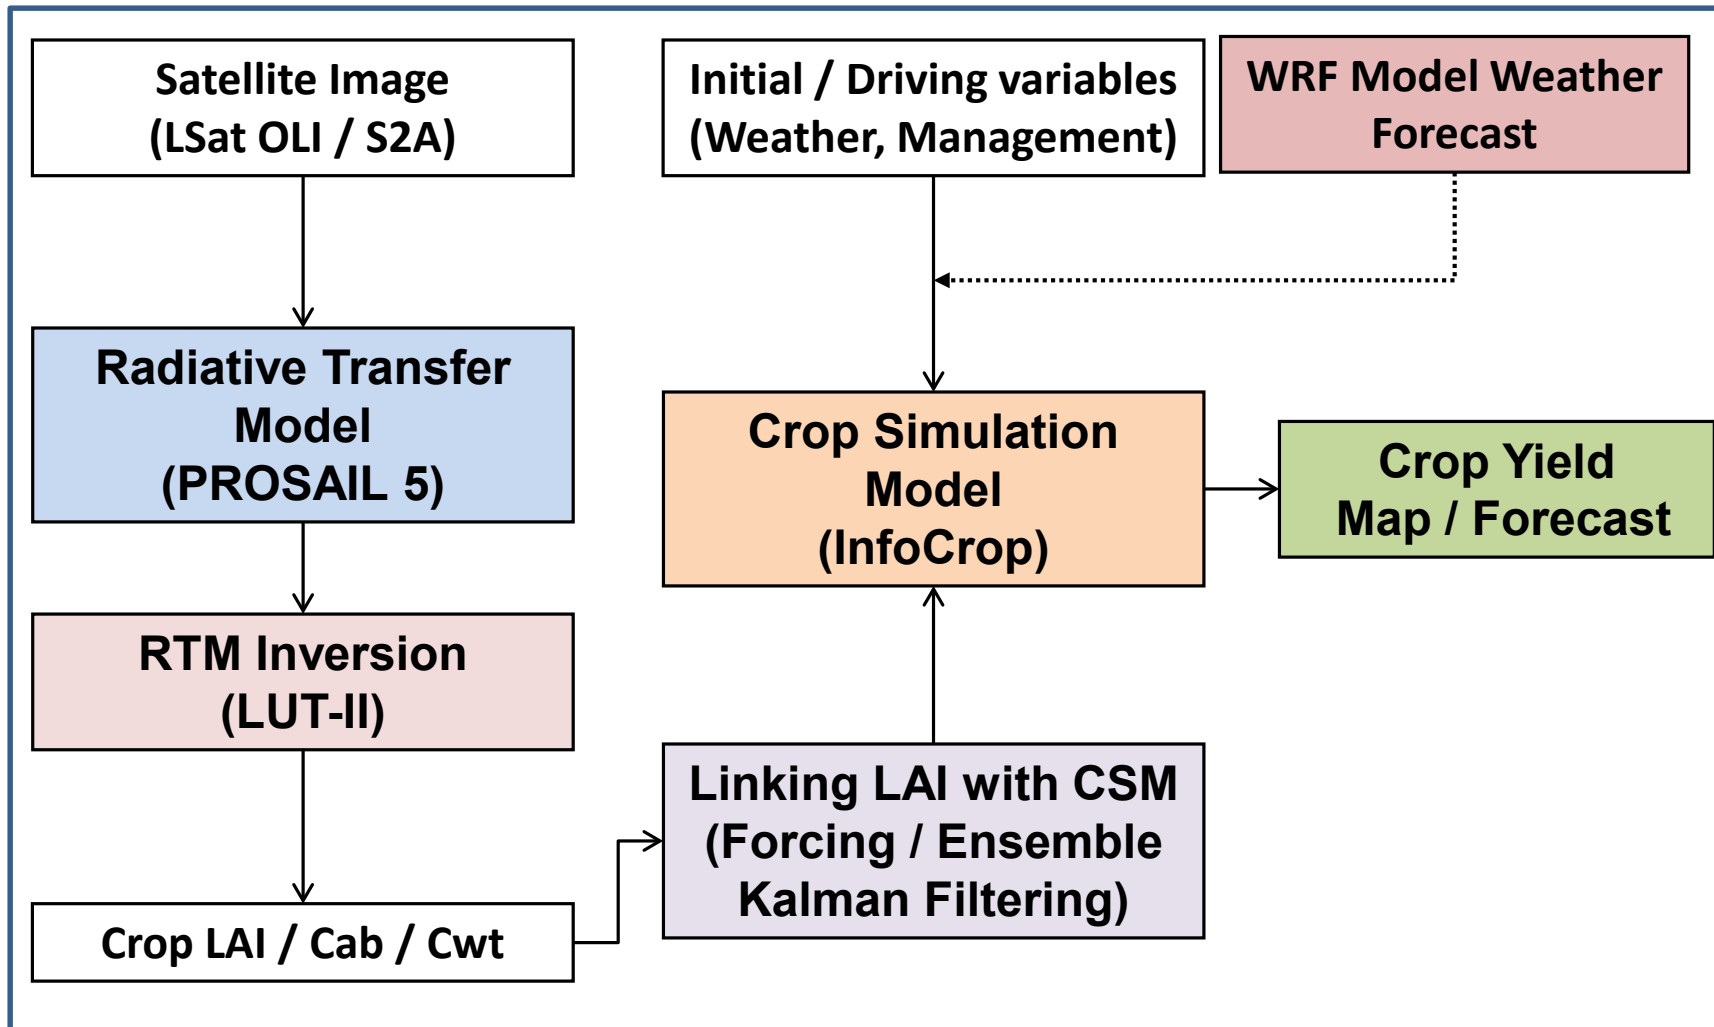 Satellite Image
(LSat OLI / S2A)
Initial / Driving variables
(Weather, Management)
WRF Model Weather
Forecast
Radiative Transfer
Model
(PROSAIL 5)
Crop Simulation
Model
(InfoCrop)
Crop Yield
Map / Forecast
RTM Inversion
(LUT-II)
Linking LAI with CSM
(Forcing / Ensemble
Kalman Filtering)
Crop LAI / Cab / Cwt